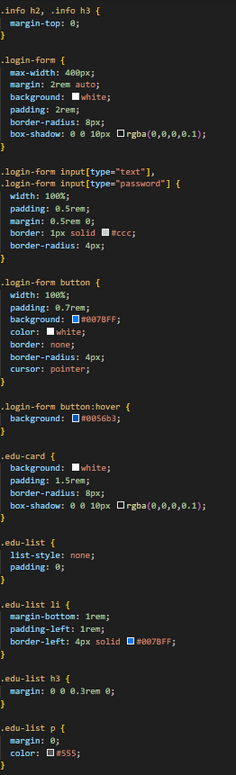 .info h2, .info h3 {
  margin-top: 0;
}

.login-form {
  max-width: 400px;
  margin: 2rem auto;
  background: white;
  padding: 2rem;
  border-radius: 8px;
  box-shadow: 0 0 10px rgba(0,0,0,0.1);
}

.login-form input[type="text"],
.login-form input[type="password"] {
  width: 100%;
  padding: 0.5rem;
  margin: 0.5rem 0;
  border: 1px solid #ccc;
  border-radius: 4px;
}

.login-form button {
  width: 100%;
  padding: 0.7rem;
  background: #007BFF;
  color: white;
  border: none;
  border-radius: 4px;
  cursor: pointer;
}

.login-form button:hover {
  background: #0056b3;
}

.edu-card {
  background: white;
  padding: 1.5rem;
  border-radius: 8px;
  box-shadow: 0 0 10px rgba(0,0,0,0.1);
}

.edu-list {
  list-style: none;
  padding: 0;
}

.edu-list li {
  margin-bottom: 1rem;
  padding-left: 1rem;
  border-left: 4px solid #007BFF;
}

.edu-list h3 {
  margin: 0 0 0.3rem 0;
}

.edu-list p {
  margin: 0;
  color: #555;
}